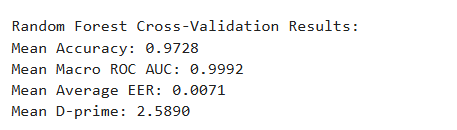 Random Forest Cross-Validation Results:
Mean Accuracy: 0.9728
Mean Macro ROC AUC: 0.9992
Mean Average EER: 0.0071
Mean D-prime: 2.5890